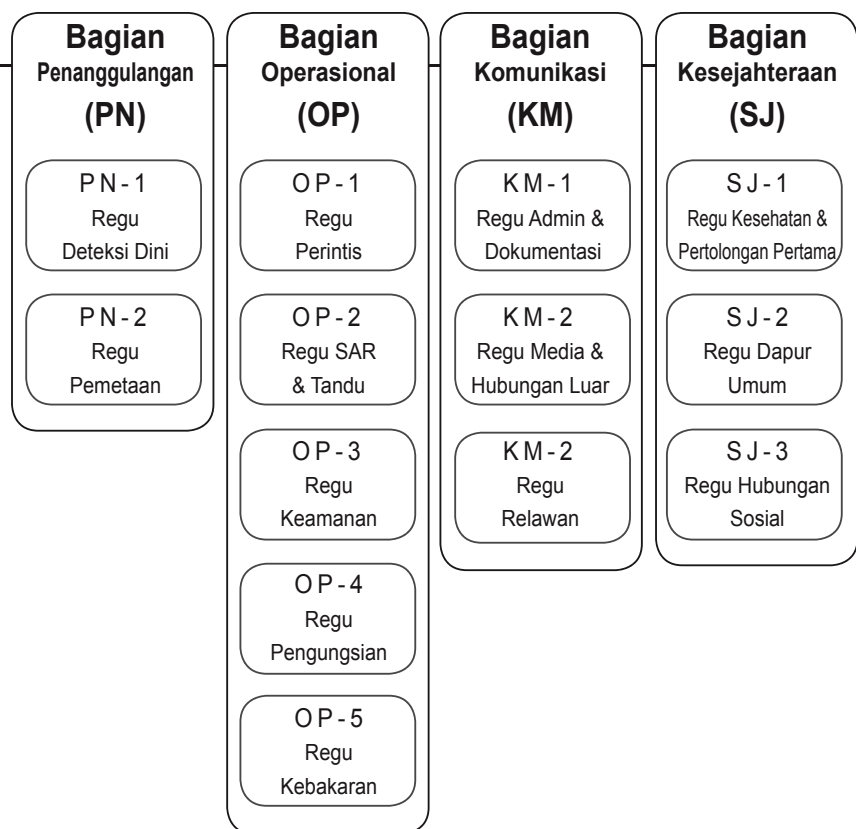 Bagian
Penanggulangan
(PN)
PN-1
Regu
Deteksi Dini
PN-2
Regu
Pemetaan
Bagian
Operasional
(OP)
OP-1
Regu
Perintis
OP-2
Regu SAR
& Tandu
OP-3
Regu
Keamanan
OP-4
Regu
Pengungsian
OP-5
Regu
Kebakaran
Bagian
Komunikasi
(KM)
KM-1
Regu Admin &
Dokumentasi
KM-2
Regu Media &
Hubungan Luar
KM-2
Regu
Relawan
Bagian
Kesejahteraan
(SJ)
SJ-1
Regu Kesehatan &
Pertolongan Pertama
SJ-2
Regu Dapur
Umum
SJ-3
Regu Hubungan
Sosial